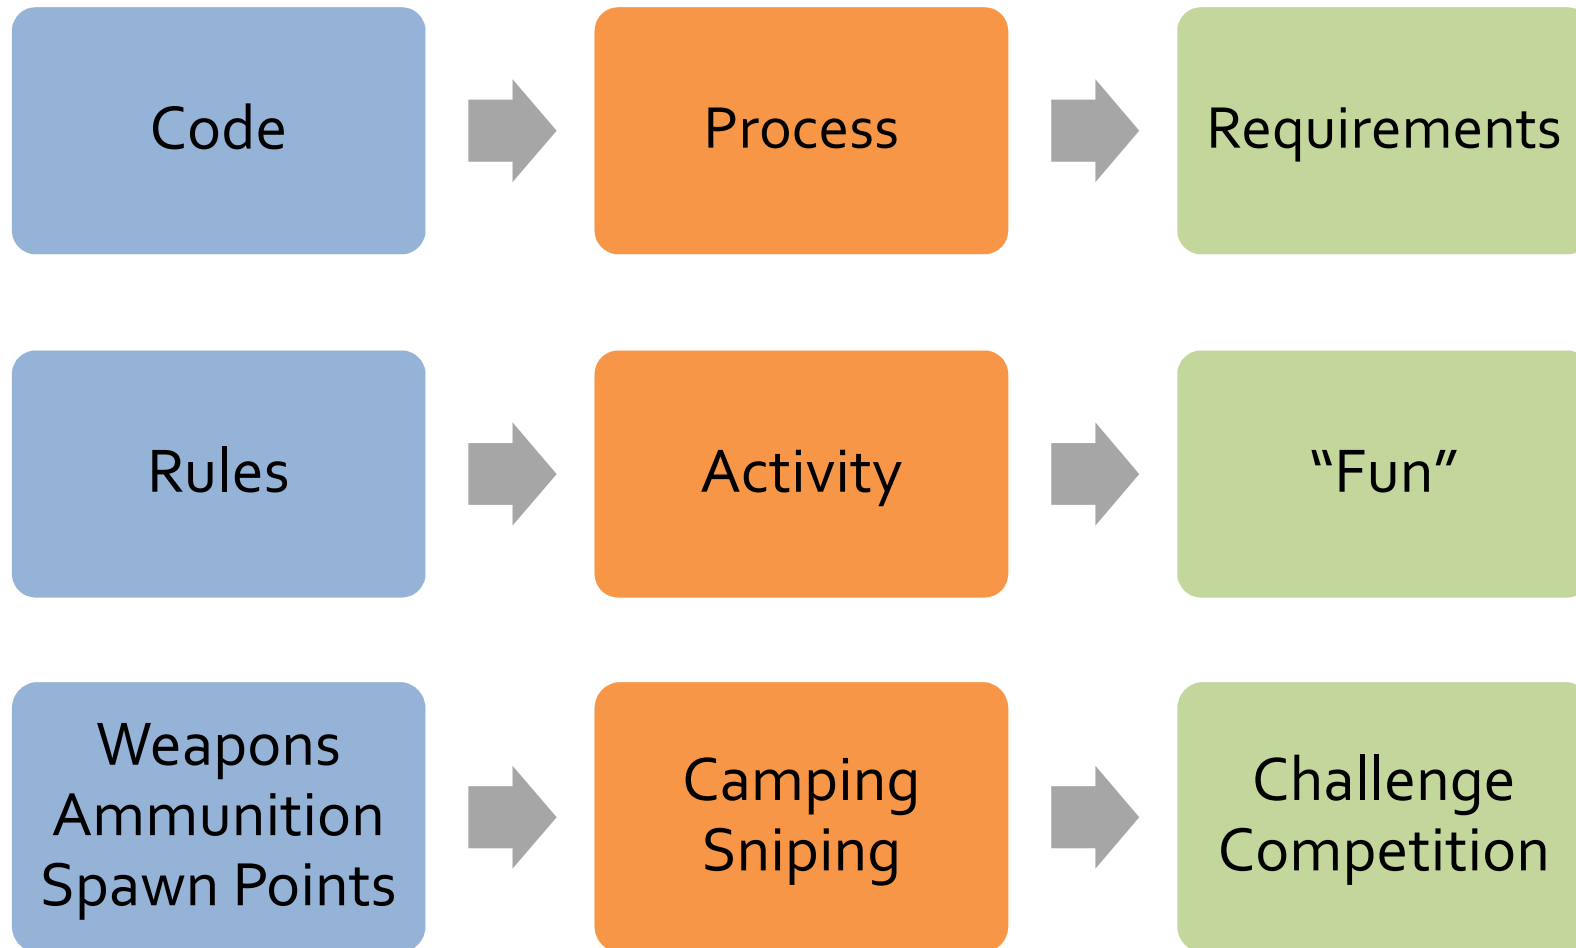 Code
Process
Requirements
Rules
Activity
“Fun”
Weapons
Ammunition
Spawn Points
Camping
Sniping
Challenge
Competition